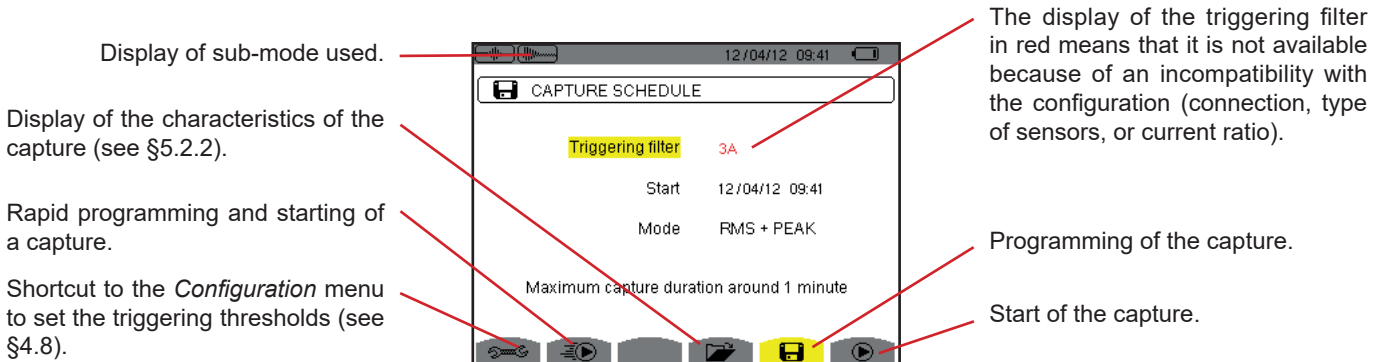 Display of sub-mode used.
Display of the characteristics of the
capture (see §5.2.2).
Rapid programming and starting of
a capture.
Shortcut to the Configuration menu
to set the triggering thresholds (see
§4.8).
12/04/12 09:41
CAPTURE SCHEDULE
Triggering filter 3A
Start 12/04/12 09:41
Mode RMS + PEAK
Maximum capture duration around 1 minute
The display of the triggering filter
in red means that it is not available
because of an incompatibility with
the configuration (connection, type
of sensors, or current ratio).
Programming of the capture.
Start of the capture.